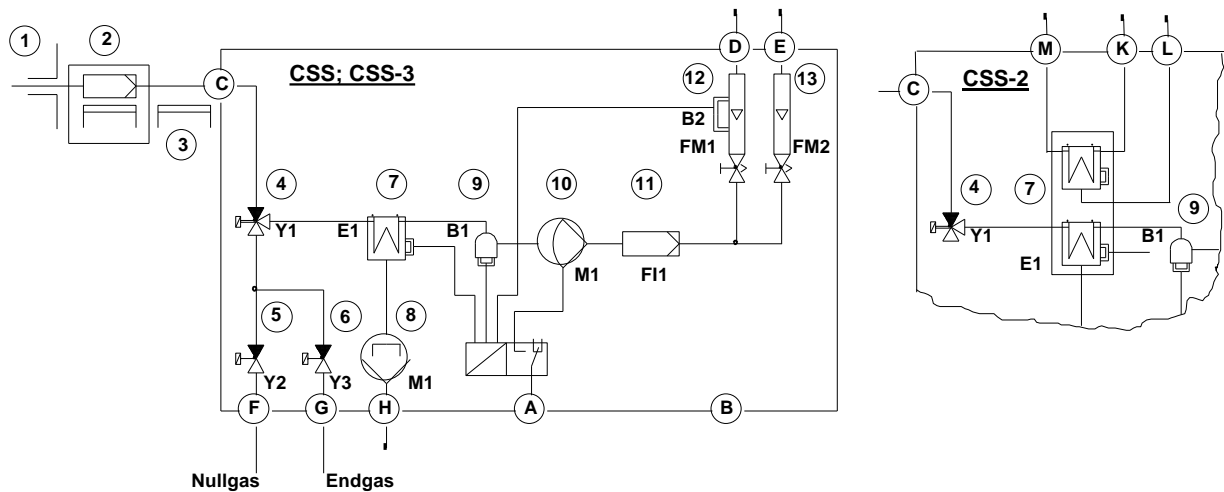 D E
1 2
C
CSS; CSS-3
12 13
B2
FM1 FM2
3
4 7 9 10 11
Y1 E1 B1
M1 FI1
5 6 8
Y2 Y3 M1
F G H A B
Nullgas Endgas
M K L
C
CSS-2
4 7
9
Y1 B1
E1